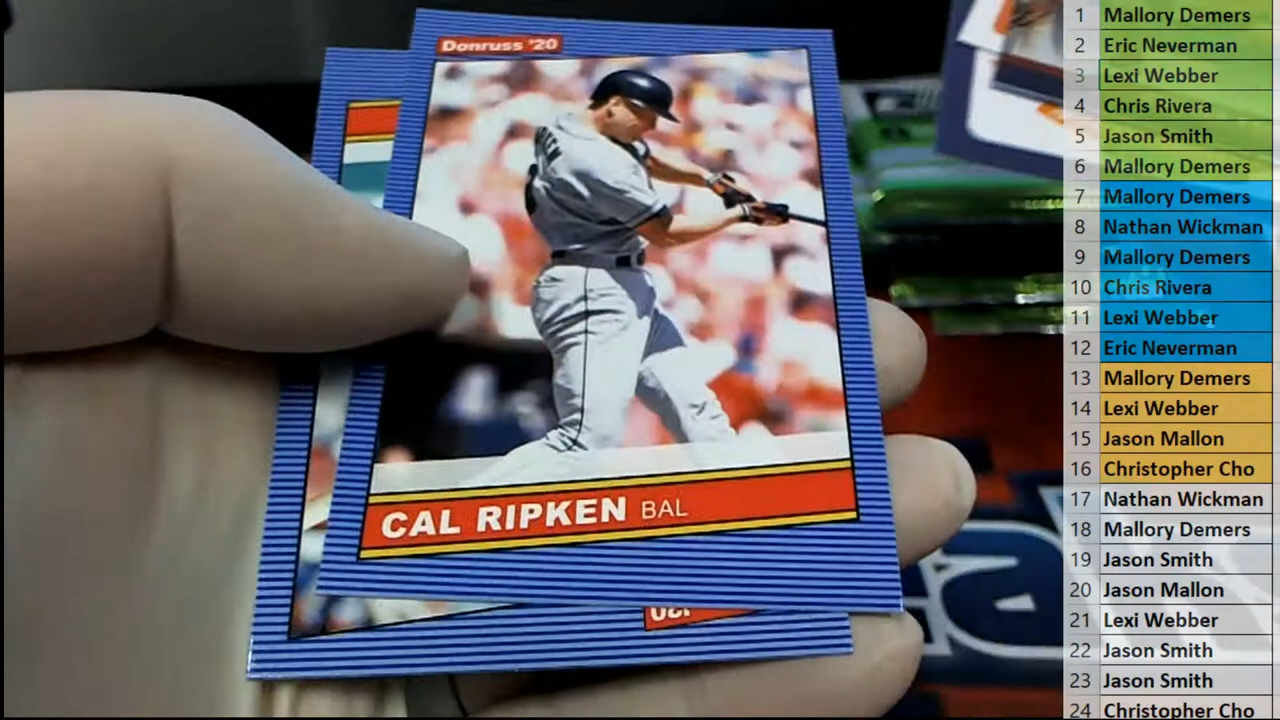 Donruss '20
CAL RIPKEN BAL
'20
1 Mallory Demers
2 Eric Neverman
3 Lexi Webber
4 Chris Rivera
5 Jason Smith
6 Mallory Demers
7 Mallory Demers
8 Nathan Wickman
9 Mallory Demers
10 Chris Rivera
11 Lexi Webber
12 Eric Neverman
13 Mallory Demers
14 Lexi Webber
15 Jason Mallon
16 Christopher Cho
17 Nathan Wickman
18 Mallory Demers
19 Jason Smith
20 Jason Mallon
21 Lexi Webber
22 Jason Smith
23 Jason Smith
24 Christopher Cho